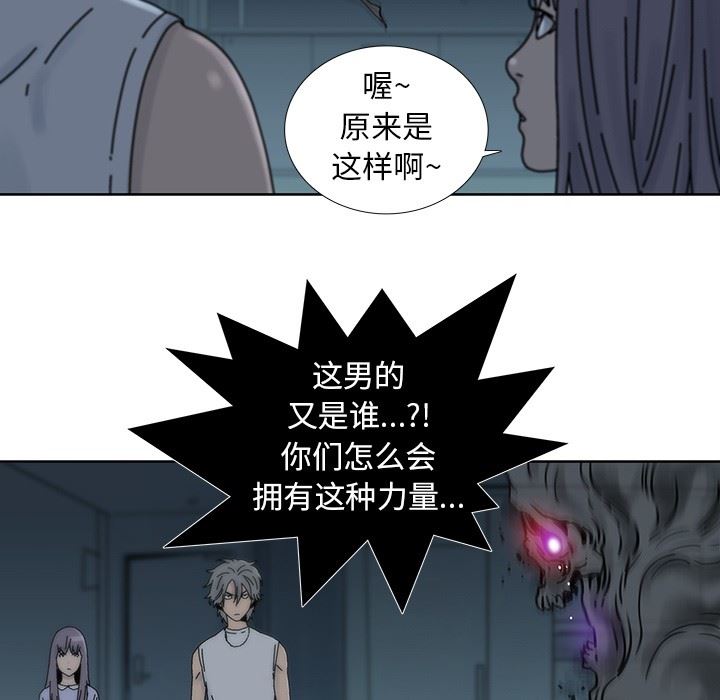 喔~
原来是
这样啊~
这男的
又是谁...?!
你们怎么会
拥有这种力量...